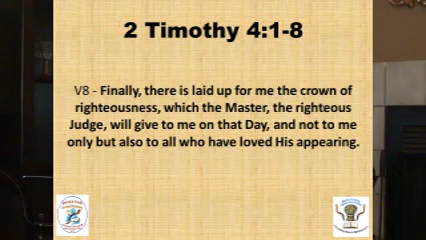 2 Timothy 4:1-8
V8 - Finally, there is laid up for me the crown of
righteousness, which the Master, the righteous
Judge, will give to me on that Day, and not to me
only but also to all who have loved His appearing.